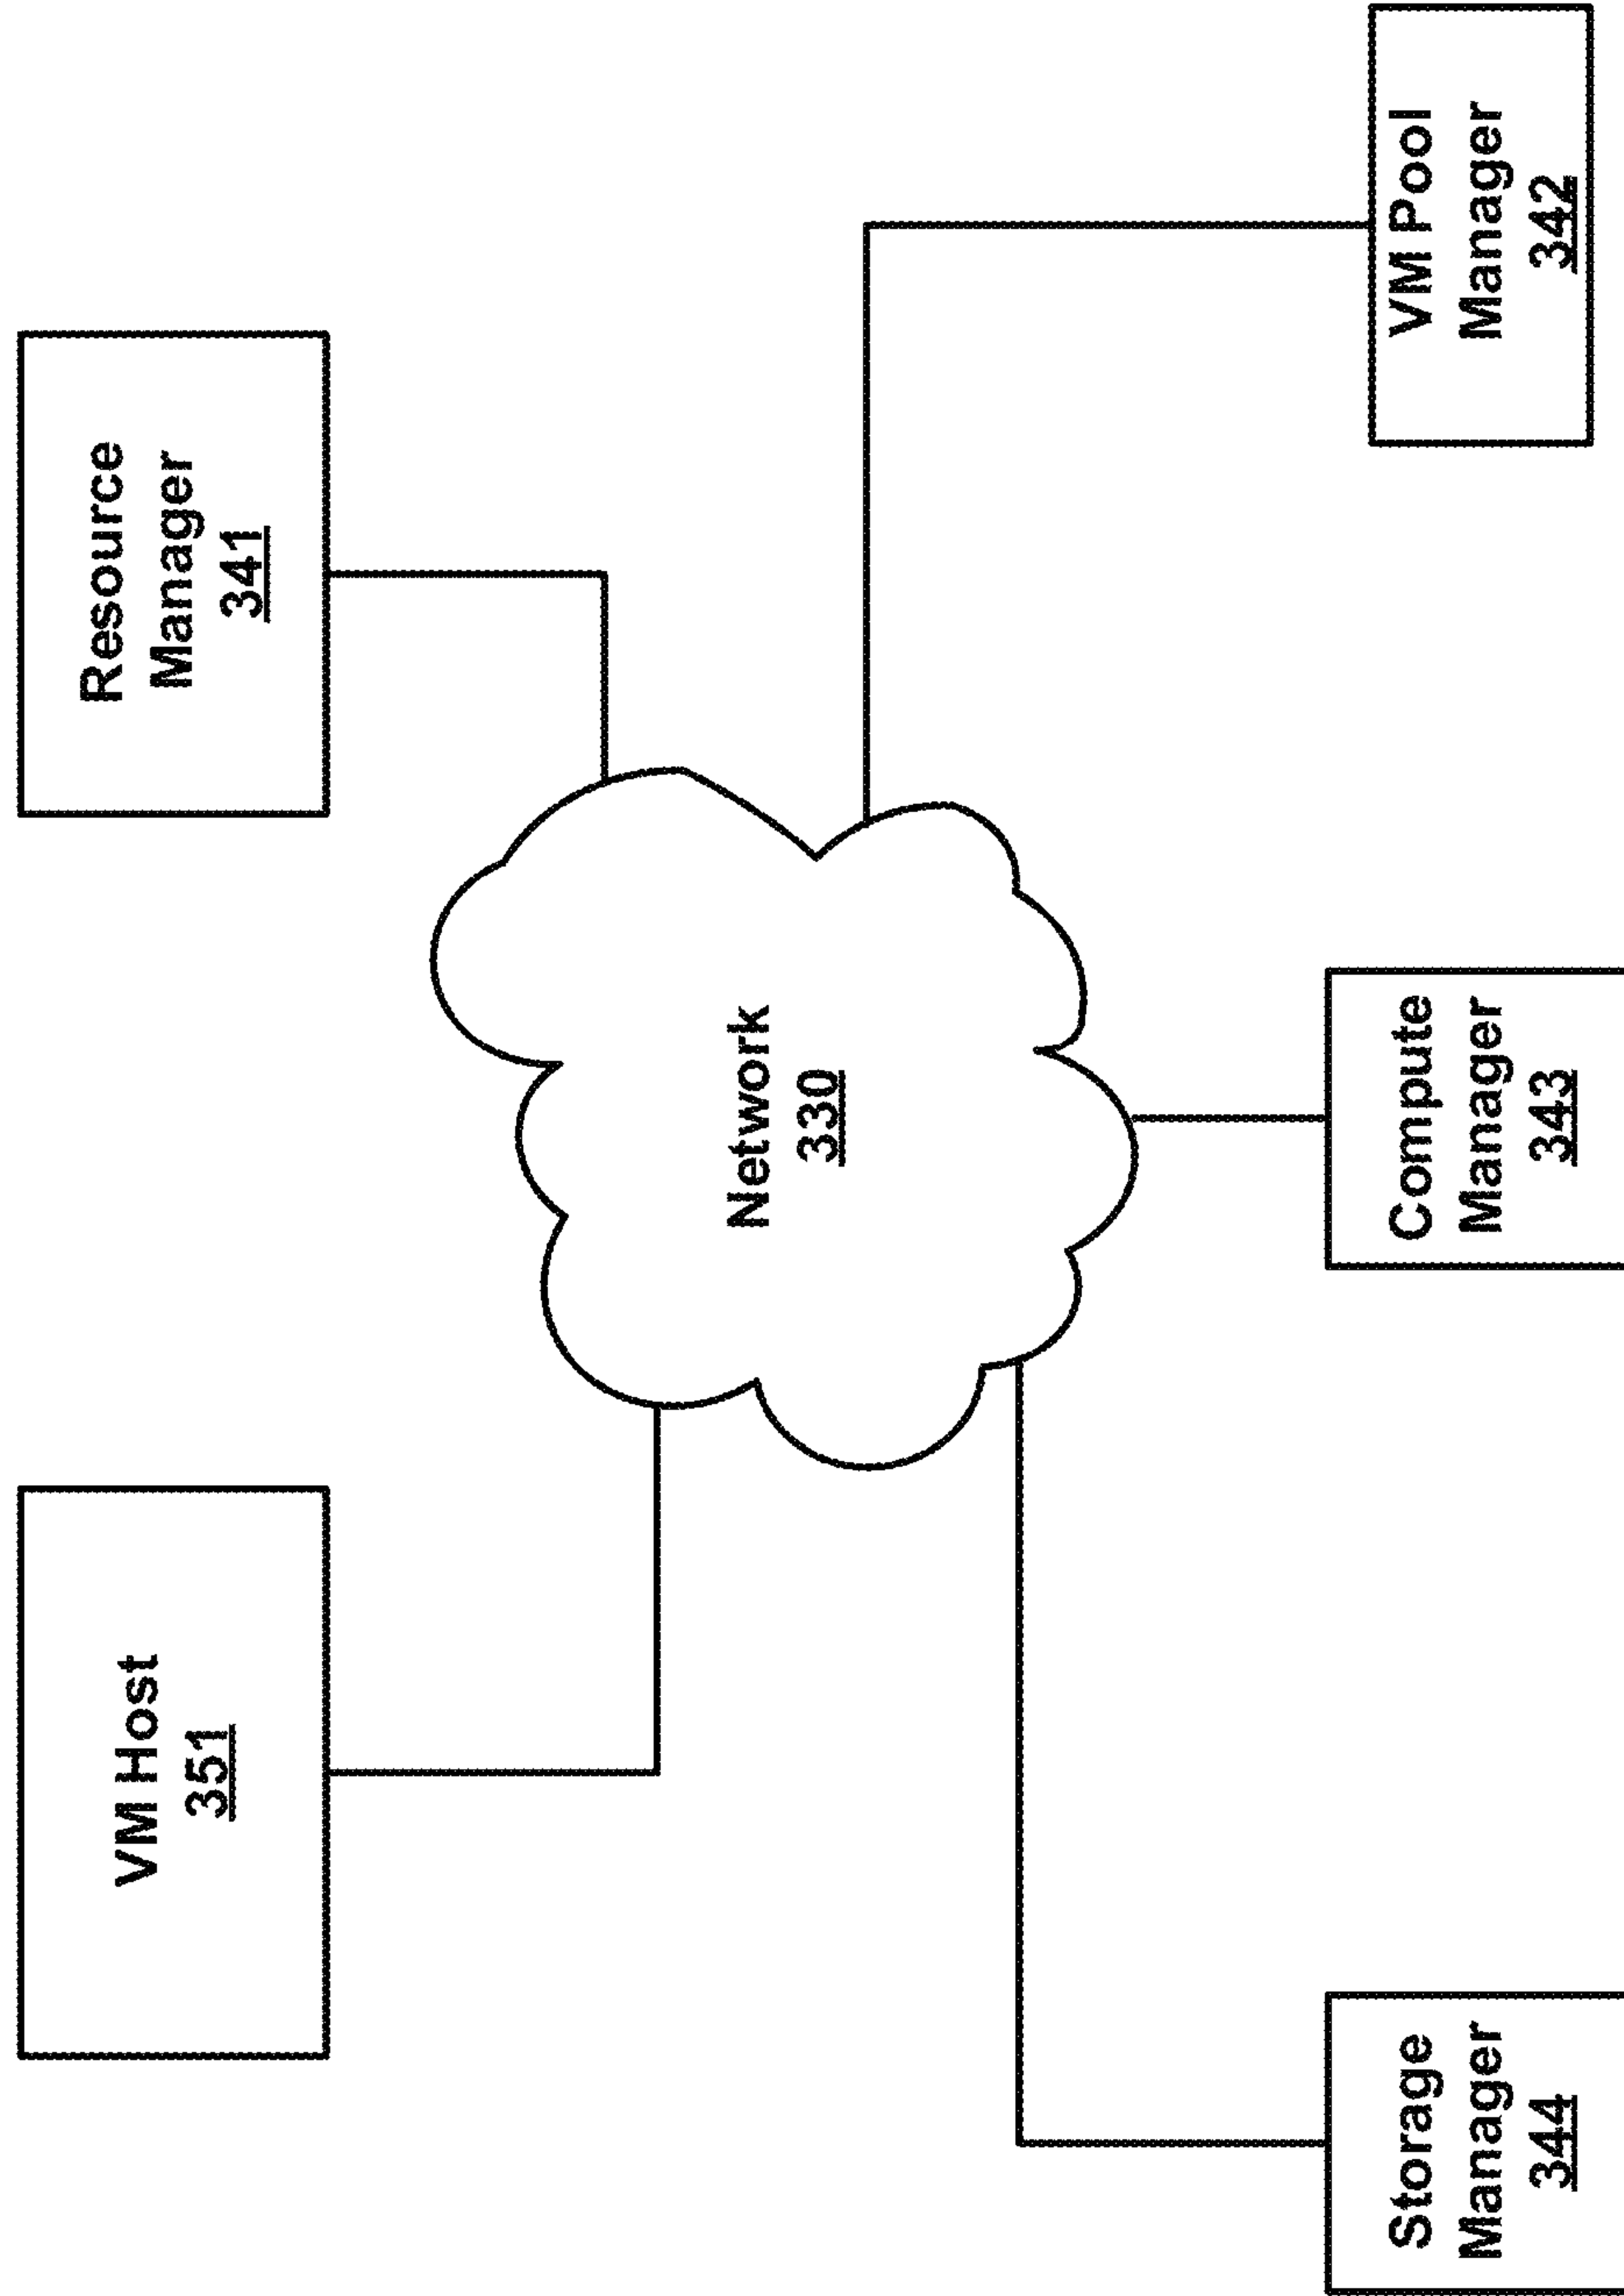 VM Host
351
Resource
Manager
341
Network
330
Storage
Manager
344
Compute
Manager
343
VM Pool
Manager
342